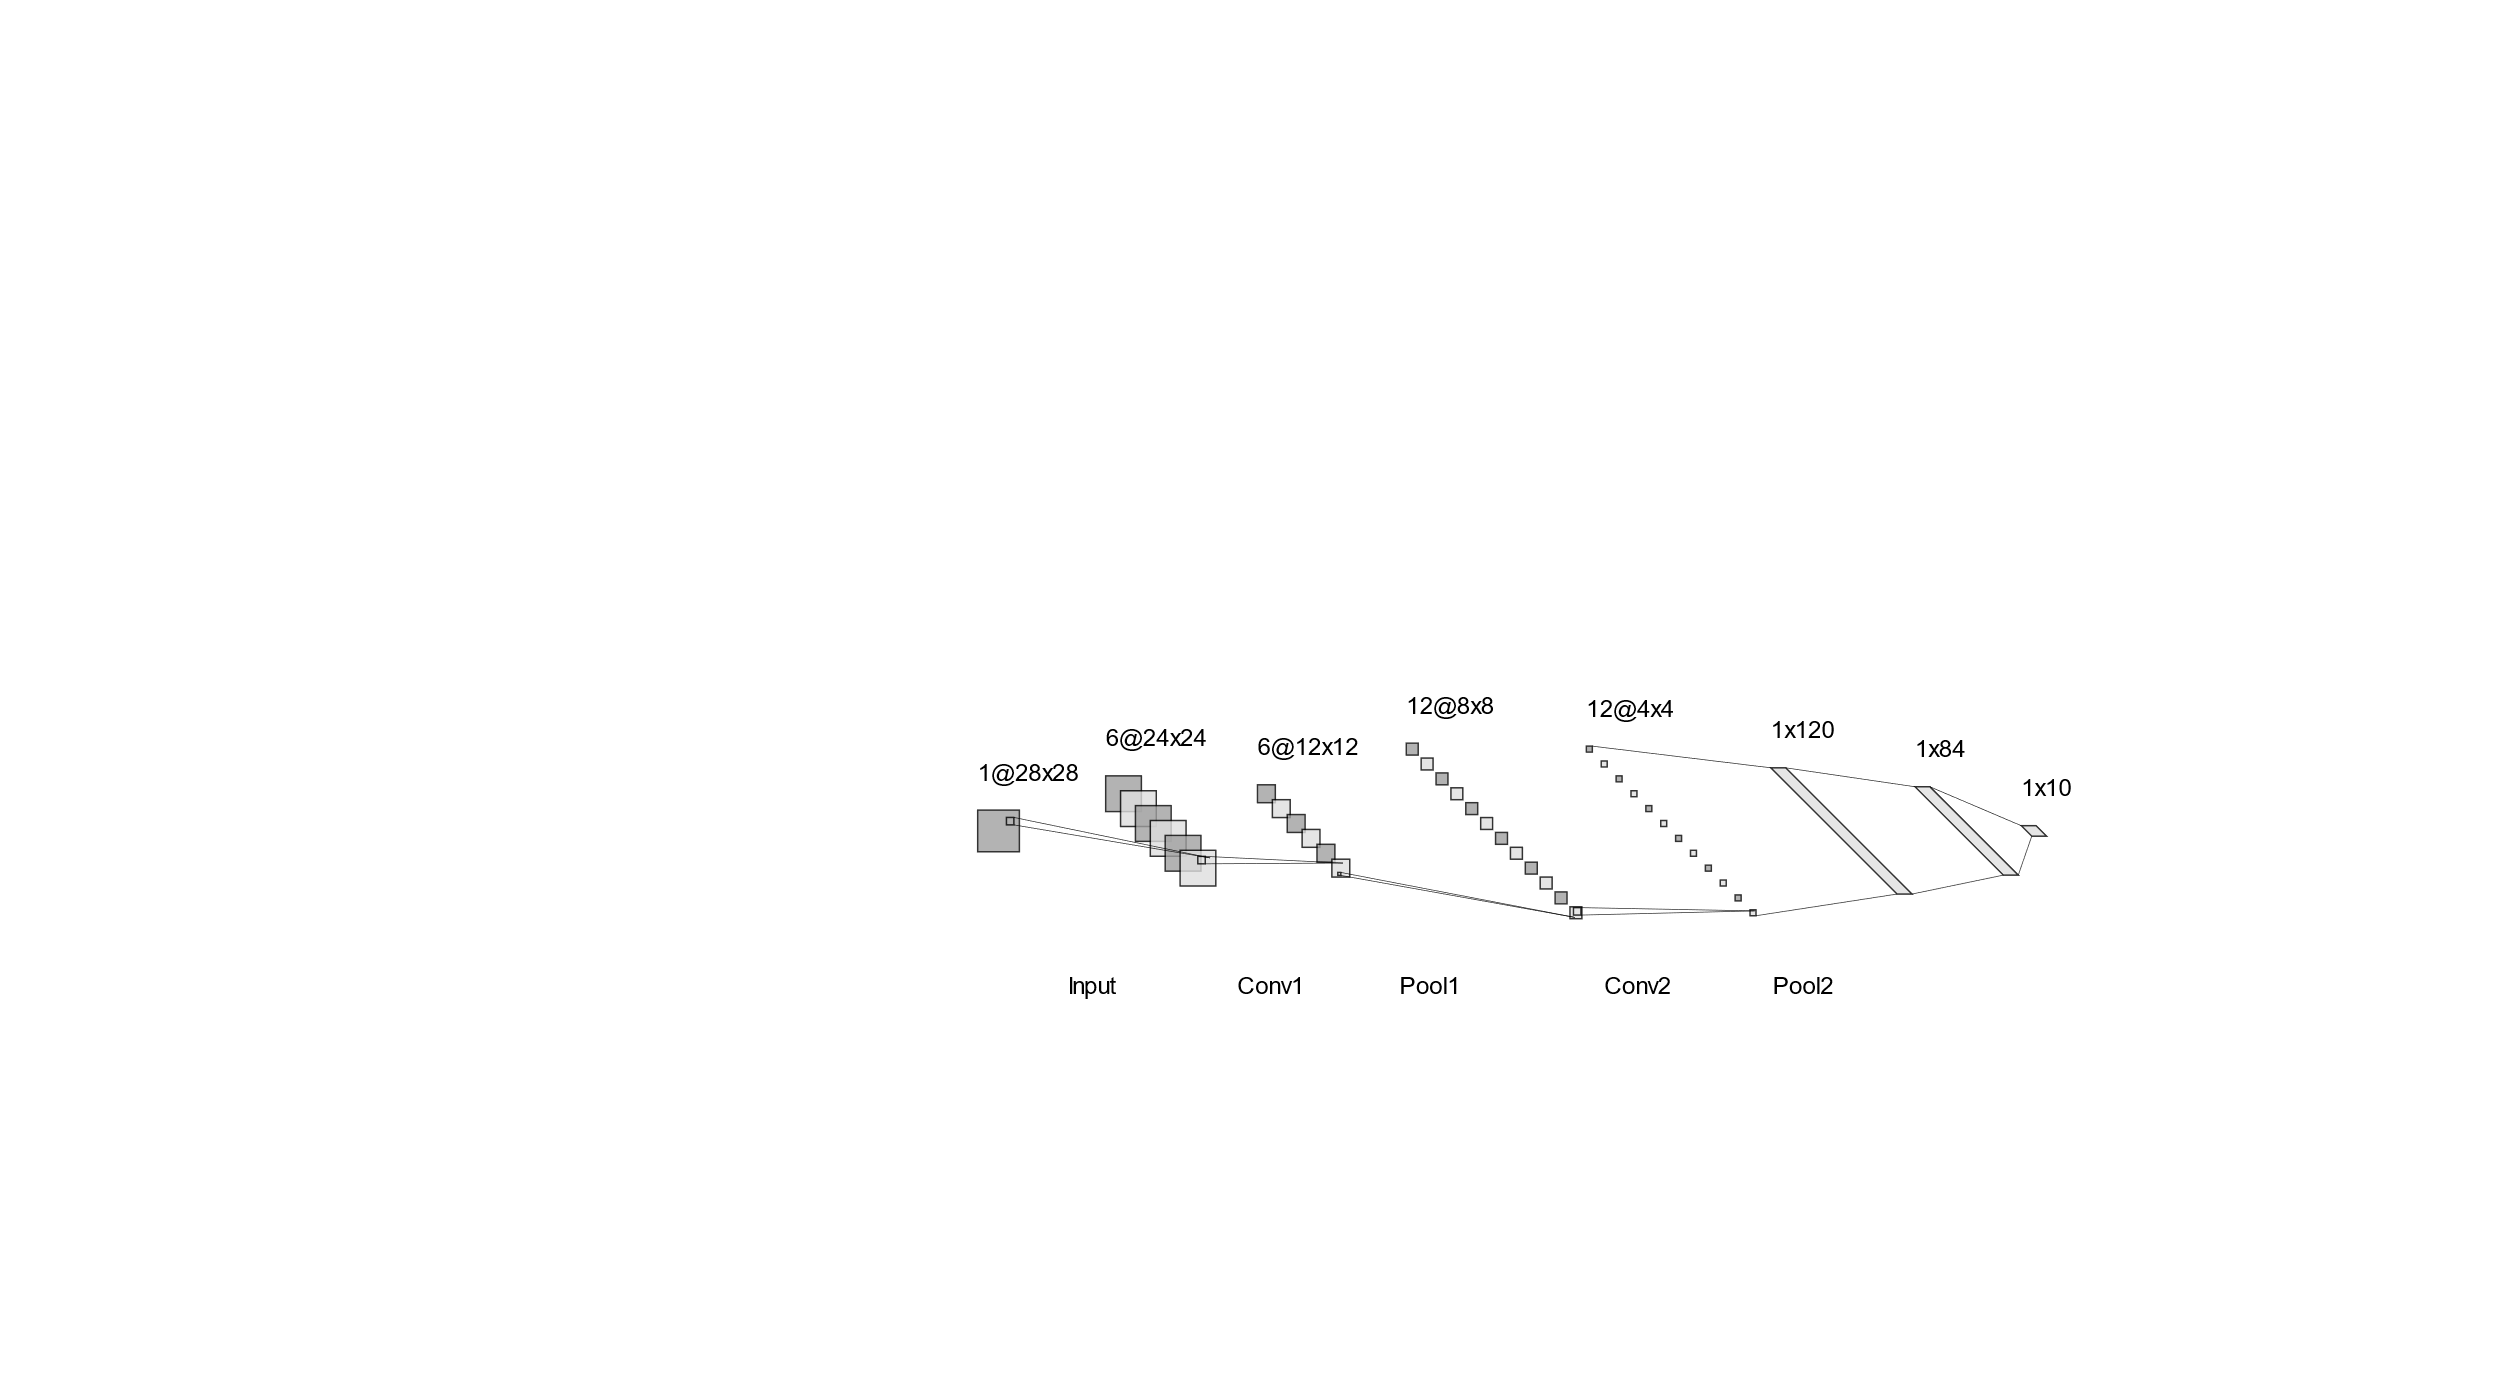 1@28x28
6@24x24
6@12x12
12@8x8
12@4x4
1x120
1x84
1x10
Input
Conv1
Pool1
Conv2
Pool2